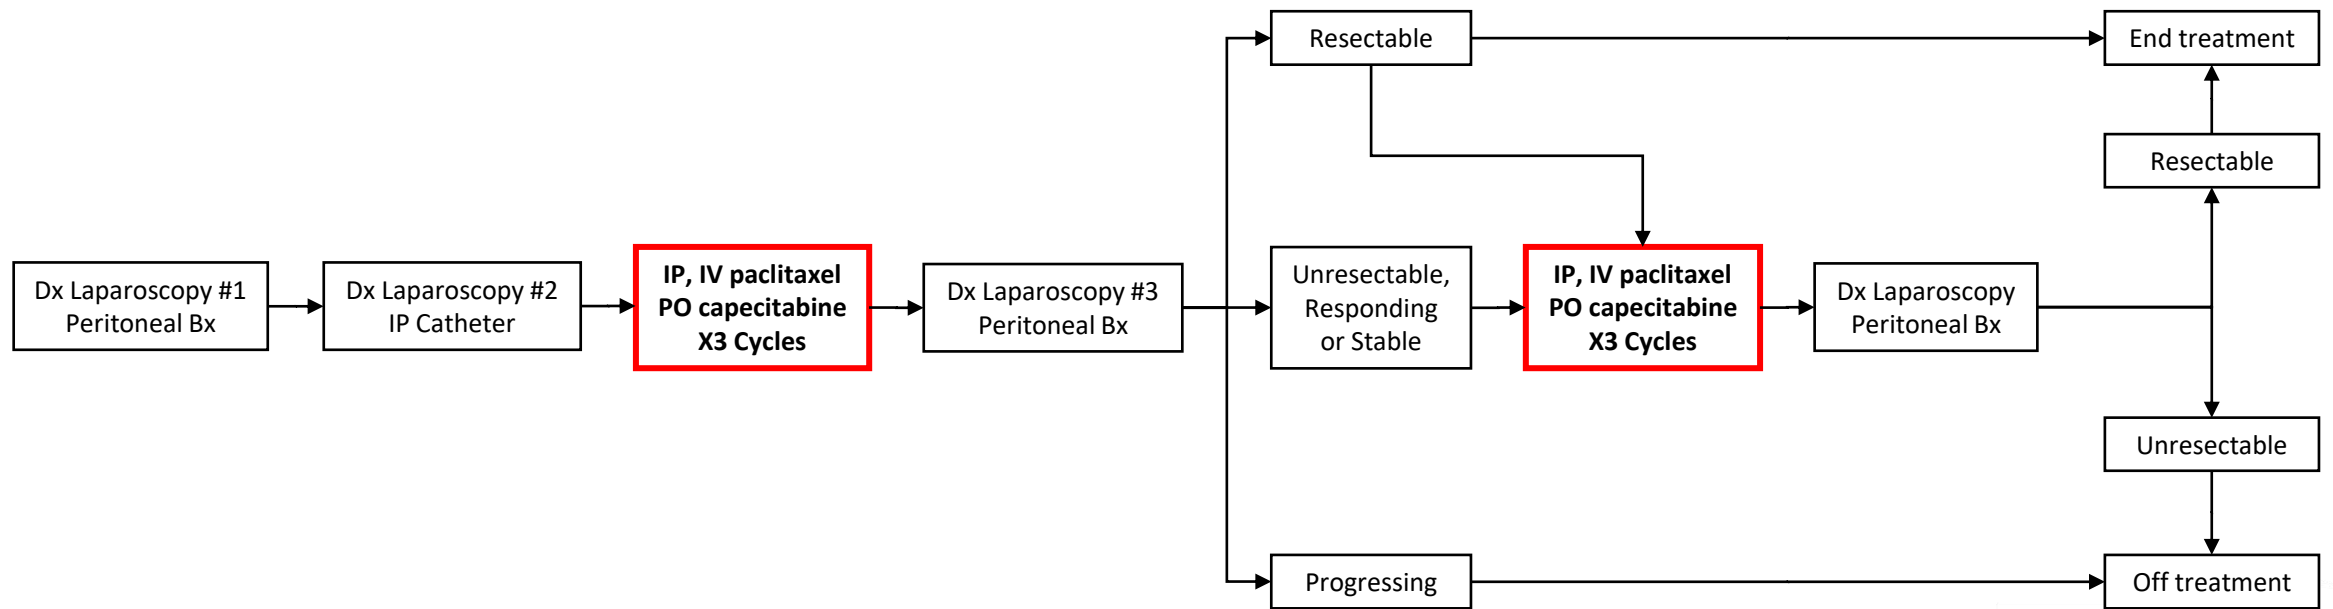 Dx Laparoscopy #1
Peritoneal Bx
Dx Laparoscopy #2
IP Catheter
IP, IV paclitaxel
PO capecitabine
X3 Cycles
Dx Laparoscopy #3
Peritoneal Bx
Resectable
Unresectable,
Responding
or Stable
Progressing
IP, IV paclitaxel
PO capecitabine
X3 Cycles
Dx Laparoscopy
Peritoneal Bx
End treatment
Resectable
Unresectable
Off treatment